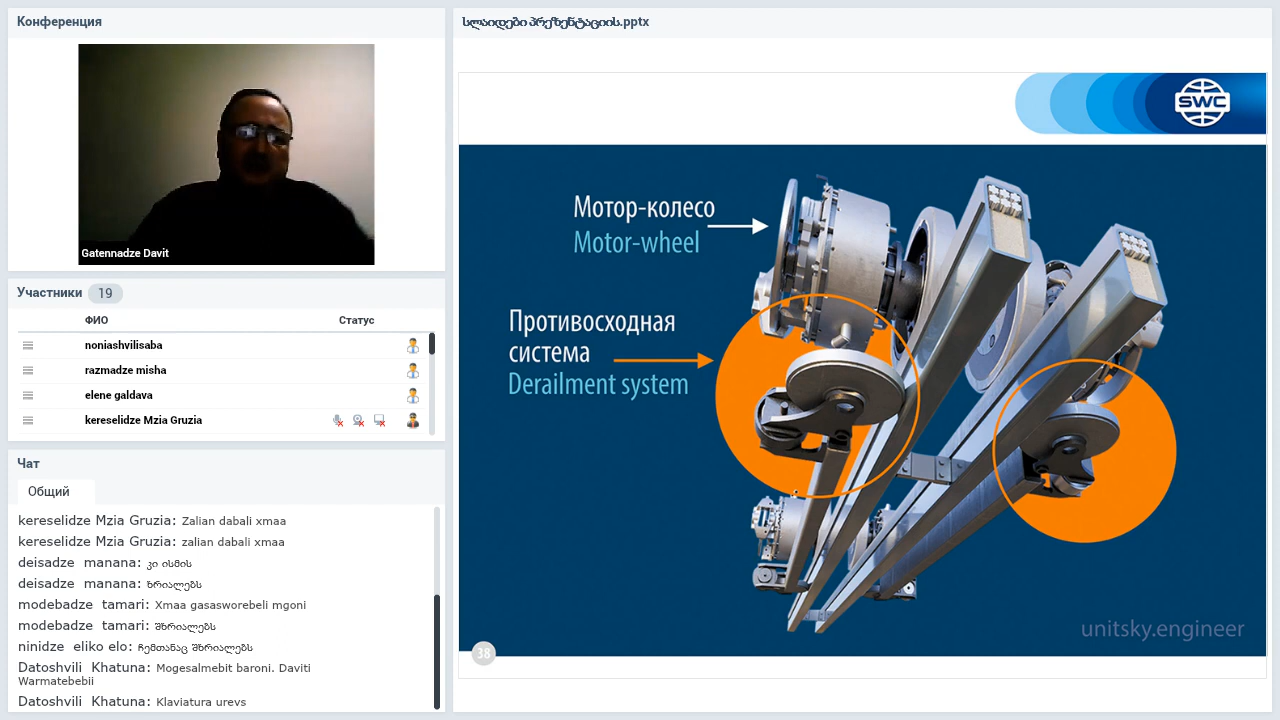 Конференция
Gatennadze Davit
Участники 19
ФИО Статус
noniashvilisaba
razmadze misha
elene galdava
kereselidze Mzia Gruzia
Чат
Общий
kereselidze Mzia Gruzia: Zalian dabali xmaa
kereselidze Mzia Gruzia: zalian dabali xmaa
deisadze manana: კი ისმის
deisadze manana: ხრიალებს
modebadze tamari: Xmaa gasasworebeli mgoni
modebadze tamari: შხრიალებს
ninidze eliko elo: ჩემთანაც შხრიალებს
Datoshvili Khatuna: Mogesalmebit baroni. Daviti
Warmatebebii
Datoshvili Khatuna: Klaviatura urevs
სლაიდები პრეზენტაციის.pptx
SWC
Мотор-колесо
Motor-wheel
Противосходная
система
Derailment system
unitsky.engineer
38